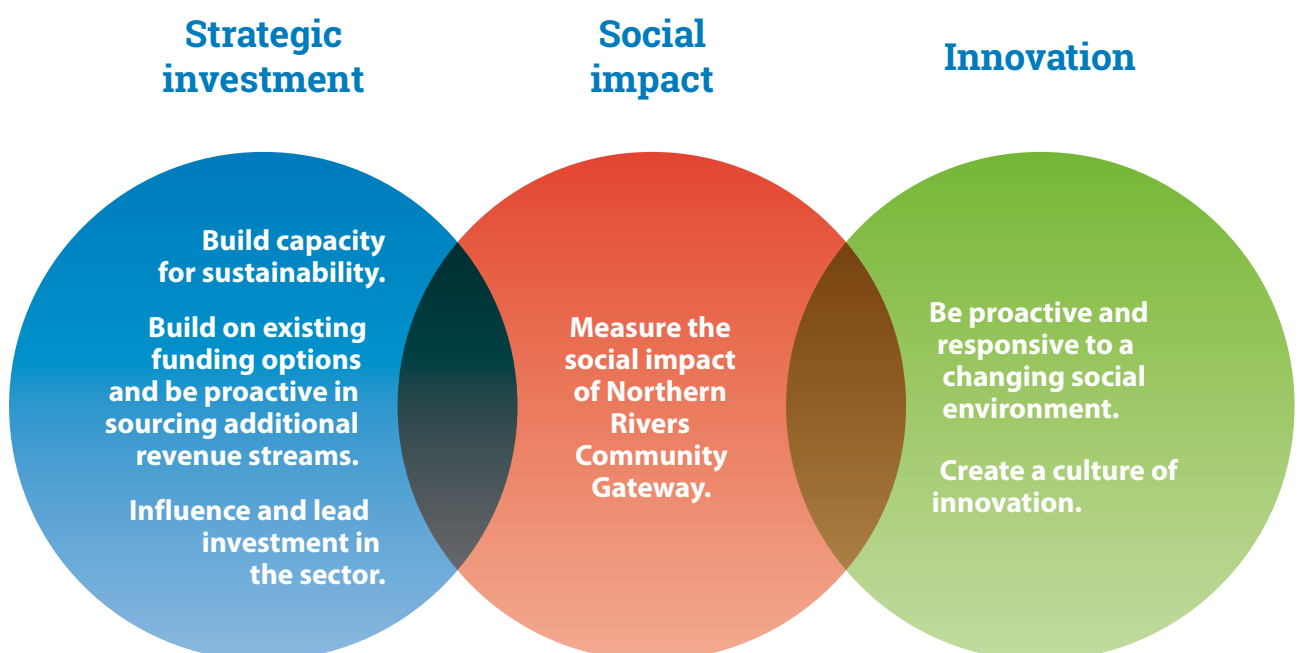 Strategic
investment
Social
impact
Innovation
Build capacity
for sustainability.
Build on existing
funding options
and be proactive in
sourcing additional
revenue streams.
Influence and lead
investment in
the sector.
Measure the
social impact
of Northern
Rivers
Community
Gateway.
Be proactive and
responsive to a
changing social
environment.
Create a culture of
innovation.